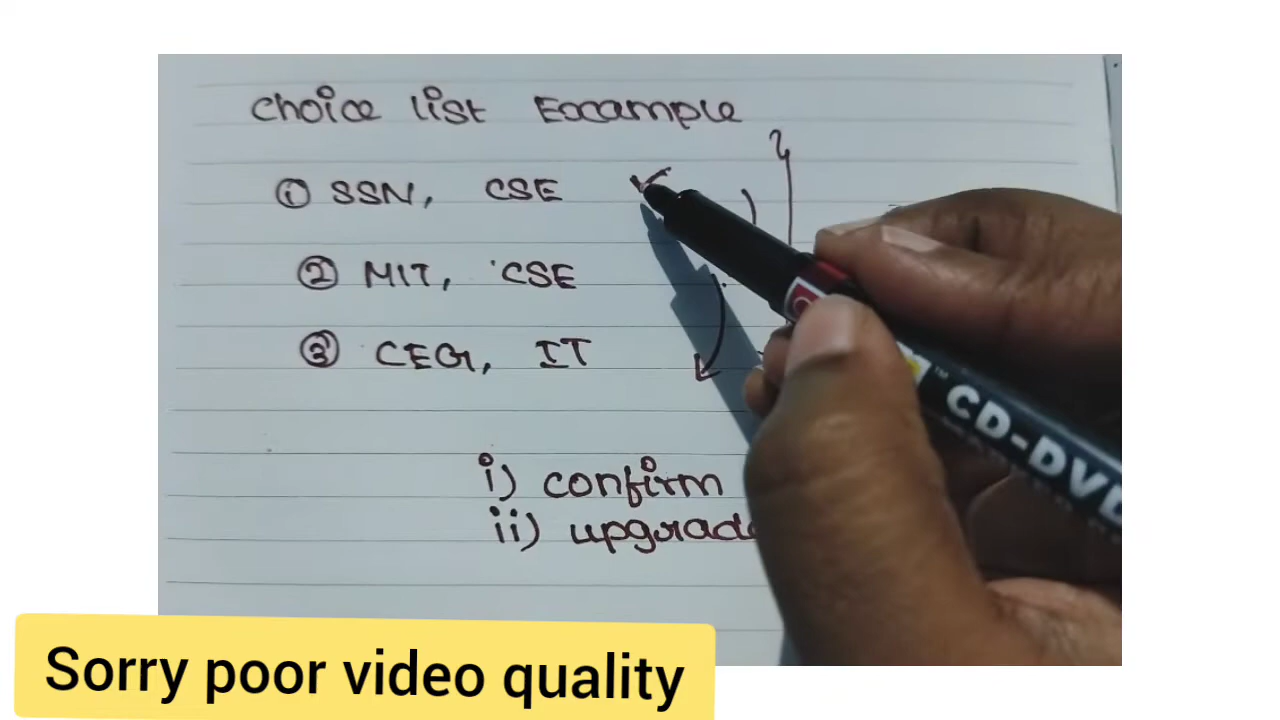 Choice list Example
① SSN, CSE
② MIT, CSE
③ CEG, IT
i) confirm
ii) upgrade
CD-DVD
Sorry poor video quality